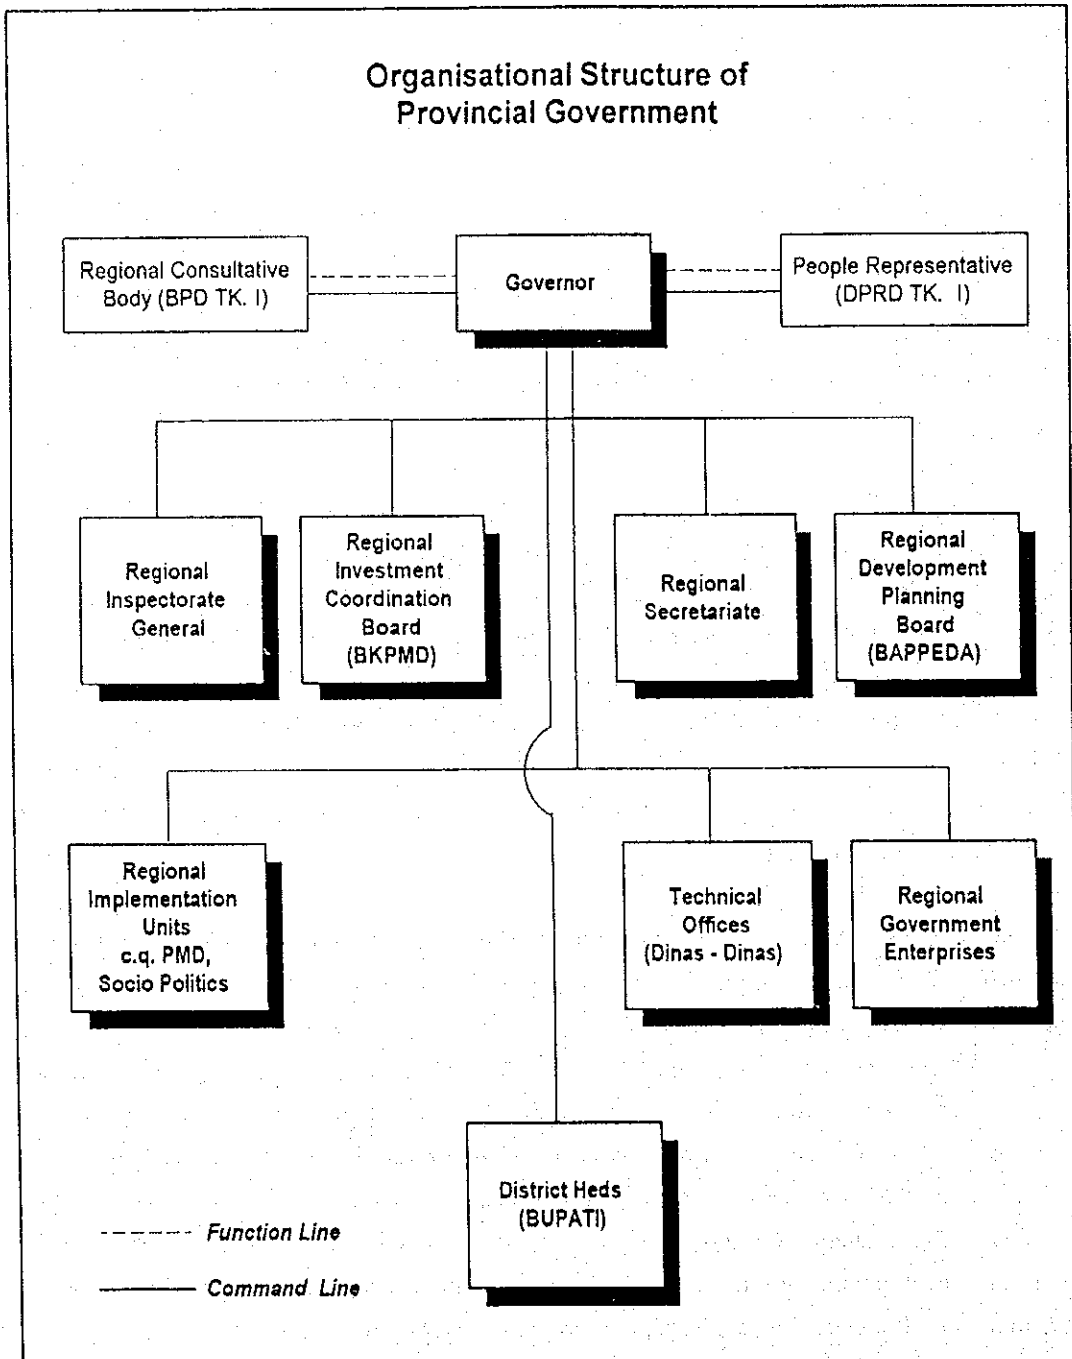 Organisational Structure of
Provincial Government
Regional Consultative
Body (BPD TK. I)
Governor
People Representative
(DPRD TK. I)
Regional
Inspectorate
General
Regional
Investment
Coordination
Board
(BKPMD)
Regional
Secretariate
Regional
Development
Planning
Board
(BAPPEDA)
Regional
Implementation
Units
c.q. PMD,
Socio Politics
Technical
Offices
(Dinas - Dinas)
Regional
Government
Enterprises
District Heds
(BUPATI)
Function Line
Command Line